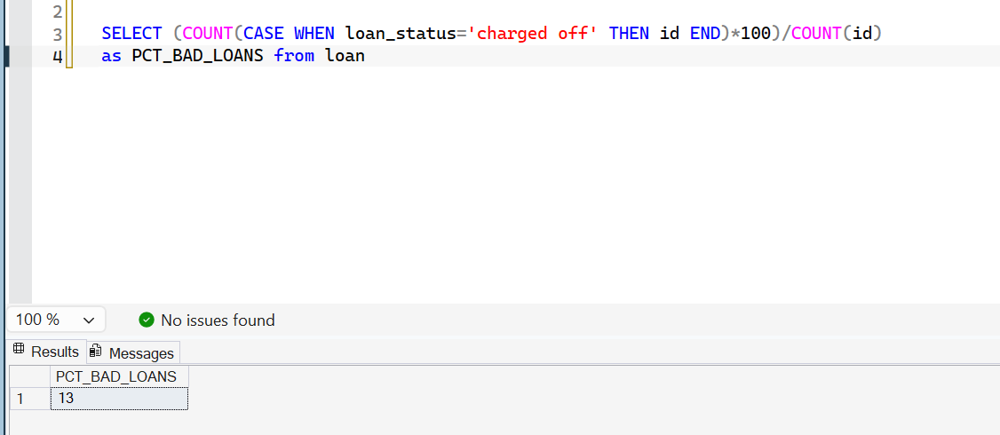 2
3 SELECT (COUNT(CASE WHEN loan_status='charged off' THEN id END)*100)/COUNT(id)
4 as PCT_BAD_LOANS from loan
100 % No issues found
Results Messages
PCT_BAD_LOANS
1 13